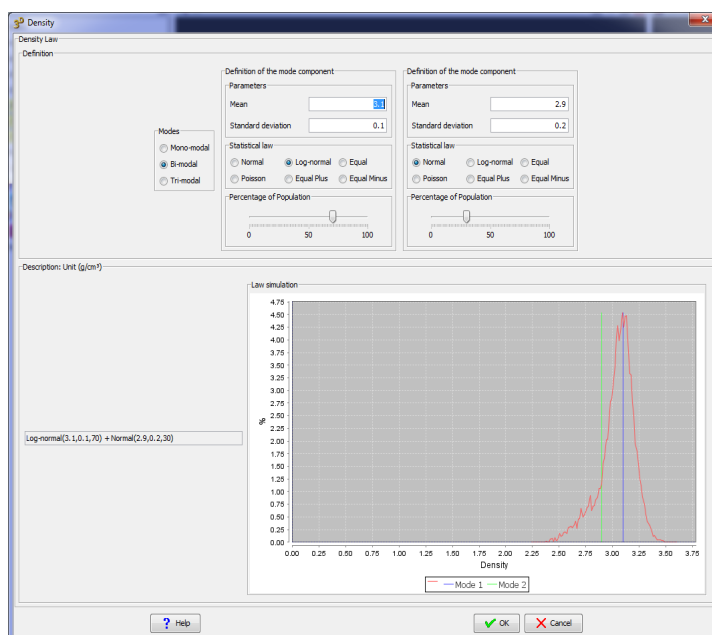 Density
Density Law
Definition
Modes
Mono-modal
Bi-modal
Tri-modal
Definition of the mode component
Parameters
Mean 3.1
Standard deviation 0.1
Statistical law
Normal Log-normal Equal
Poisson Equal Plus Equal Minus
Percentage of Population
0 50 100
Definition of the mode component
Parameters
Mean 2.9
Standard deviation 0.2
Statistical law
Normal Log-normal Equal
Poisson Equal Plus Equal Minus
Percentage of Population
0 50 100
Description: Unit (g/cm³)
Log-normal(3.1,0.1,70) + Normal(2.9,0.2,30)
Law simulation
4.75
4.50
4.25
4.00
3.75
3.50
3.25
3.00
2.75
2.50
2.25
2.00
1.75
1.50
1.25
1.00
0.75
0.50
0.25
0.00
%
0.00 0.25 0.50 0.75 1.00 1.25 1.50 1.75 2.00 2.25 2.50 2.75 3.00 3.25 3.50 3.75
Density
Mode 1 Mode 2
? Help
OK
Cancel